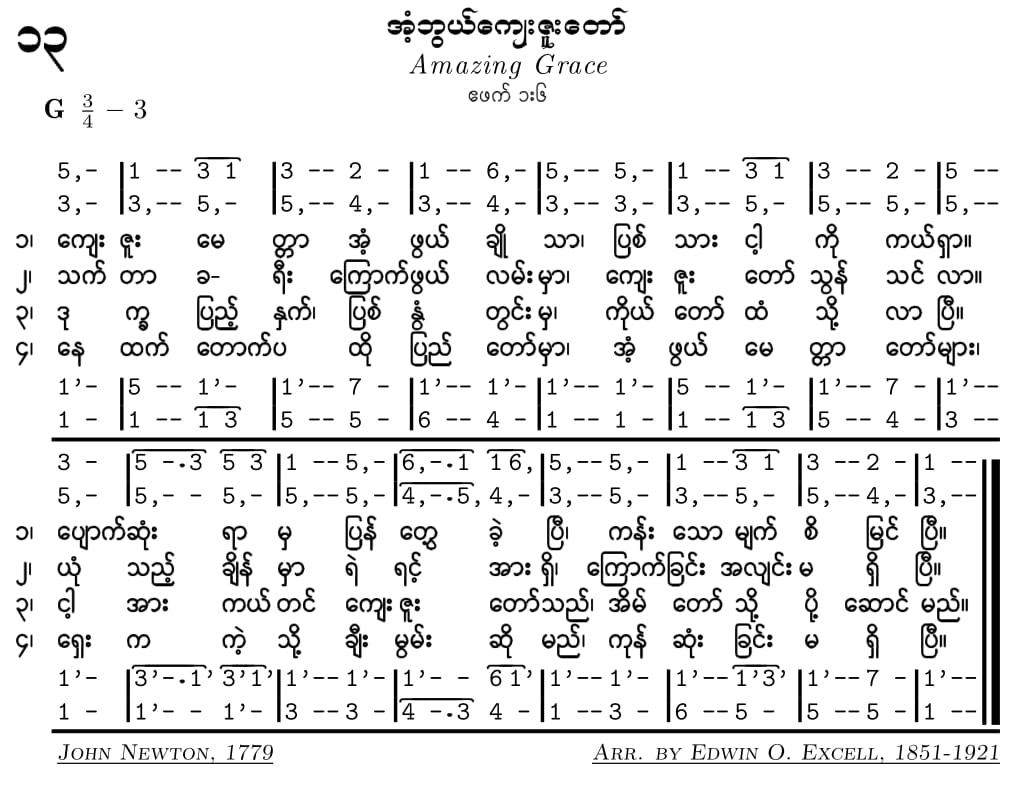 ၁၃
အံ့ဘွယ်ကျေးဇူးတော်
Amazing Grace
ဧဖက် ၁း၆
G 3/4 – 3
5,- |1 -- 3 1 |3 -- 2 - |1 -- 6,- |5,-- 5,- |1 -- 3 1 |3 -- 2 - |5 --
3,- |3,-- 5,- |5,-- 4,- |3,-- 4,- |3,-- 3,- |3,-- 5,- |5,-- 5,- |5,--
၁၊ ကျေး ဇူး မေ တ္တာ အံ့ ဖွယ် ချို သာ၊ ပြစ် သား ငါ့ ကို ကယ်ရှာ။
၂၊ သက် တာ ခ- ရီး ကြောက်ဖွယ် လမ်းမှာ၊ ကျေး ဇူး တော် သွန် သင် လာ။
၃၊ ဒု က္ခ ပြည့် နှက်၊ ပြစ် နွံ တွင်းမှ၊ ကိုယ် တော် ထံ သို့ လာ ပြီ။
၄၊ နေ ထက် တောက်ပ ထို ပြည် တော်မှာ၊ အံ့ ဖွယ် မေ တ္တာ တော်များ၊
1’- |5 -- 1’- |1’-- 7 - |1’-- 1’- |1’-- 1’- |5 -- 1’- |1’-- 7 - |1’--
1 - |1 -- 1 3 |5 -- 5 - |6 -- 4 - |1 -- 1 - |1 -- 1 3 |5 -- 4 - |3 --
3 - |5 -.3 5 3 |1 --5,- |6,-.1 16, |5,--5,- |1 --3 1 |3 --2 - |1 --
5,- |5,- - 5,- |5,--5,- |4,-.5, 4,- |3,--5,- |3,--5,- |5,--4,- |3,--
၁၊ ပျောက်ဆုံး ရာ မှ ပြန် တွေ့ ခဲ့ ပြီ၊ ကန်း သော မျက် စိ မြင် ပြီ။
၂၊ ယုံ သည့် ချိန် မှာ ရဲ ရင့် အား ရှိ၊ ကြောက်ခြင်း အလျင်း မ ရှိ ပြီ။
၃၊ ငါ့ အား ကယ် တင် ကျေး ဇူး တော်သည်၊ အိမ် တော် သို့ ပို့ ဆောင် မည်။
၄၊ ရှေး က ကဲ့ သို့ ချီး မွမ်း ဆို မည်၊ ကုန် ဆုံး ခြင်း မ ရှိ ပြီ။
1’- |3’-.1’ 3’1’ |1’--1’- |1’- - 61’ |1’--1’- |1’--1’3’ |1’--7 - |1’--
1 - |1’- - 1’- |3 --3 - |4 -.3 4 - |1 --3 - |6 --5 - |5 --5 - |1 --
John Newton, 1779 Arr. by Edwin O. Excell, 1851-1921